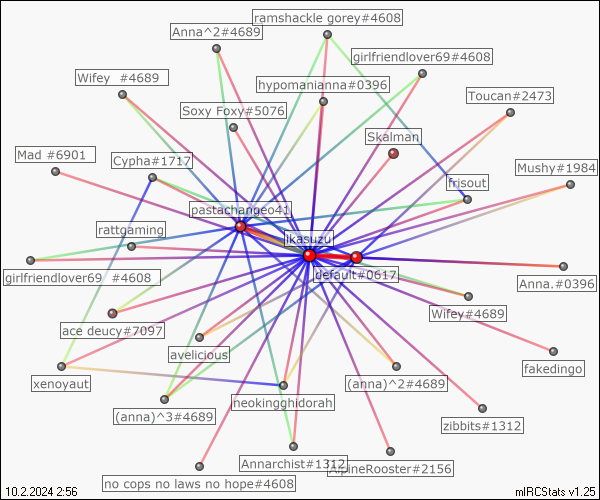 ramshackle gorey#4608
Anna^2#4689
girlfriendlover69#4608
Wifey  #4689
hypomanianna#0396
Toucan#2473
Soxy Foxy#5076
Skalman
Mad #6901
Cypha#1717
Mushy#1984
frisout
pastachangeo41
rattgaming
ikasuzu
girlfriendlover69  #4608
default#0617
Anna.#0396
Wifey#4689
ace deucy#7097
avelicious
fakedingo
xenoyaut
(anna)^2#4689
neokingghidorah
(anna)^3#4689
zibbits#1312
Annarchist#1312
AlpineRooster#2156
no cops no laws no hope#4608
10.2.2024 2:56
mIRCStats v1.25